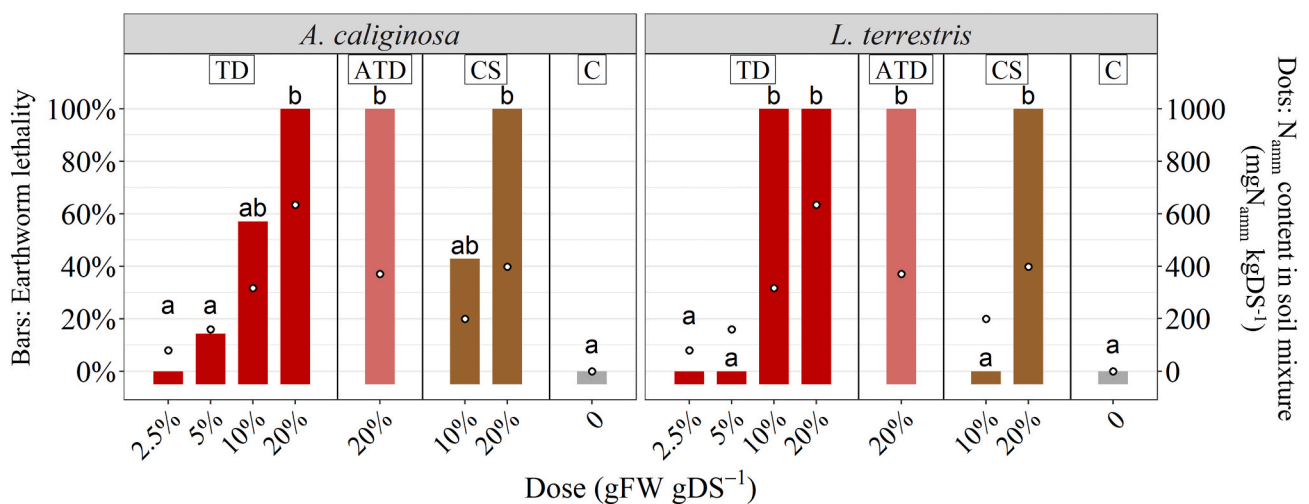 A. caliginosa
L. terrestris
TD ATD CS C TD ATD CS C
Bars: Earthworm lethality
100%
80%
60%
40%
20%
0%
a a ab b b ab b a
a a b b b a b a
1000
800
600
400
200
0
Dots: Namm content in soil mixture
(mgNamm kgDS-1)
2.5% 5% 10% 20% 20% 10% 20% 0 2.5% 5% 10% 20% 20% 10% 20% 0
Dose (gFW gDS−1)